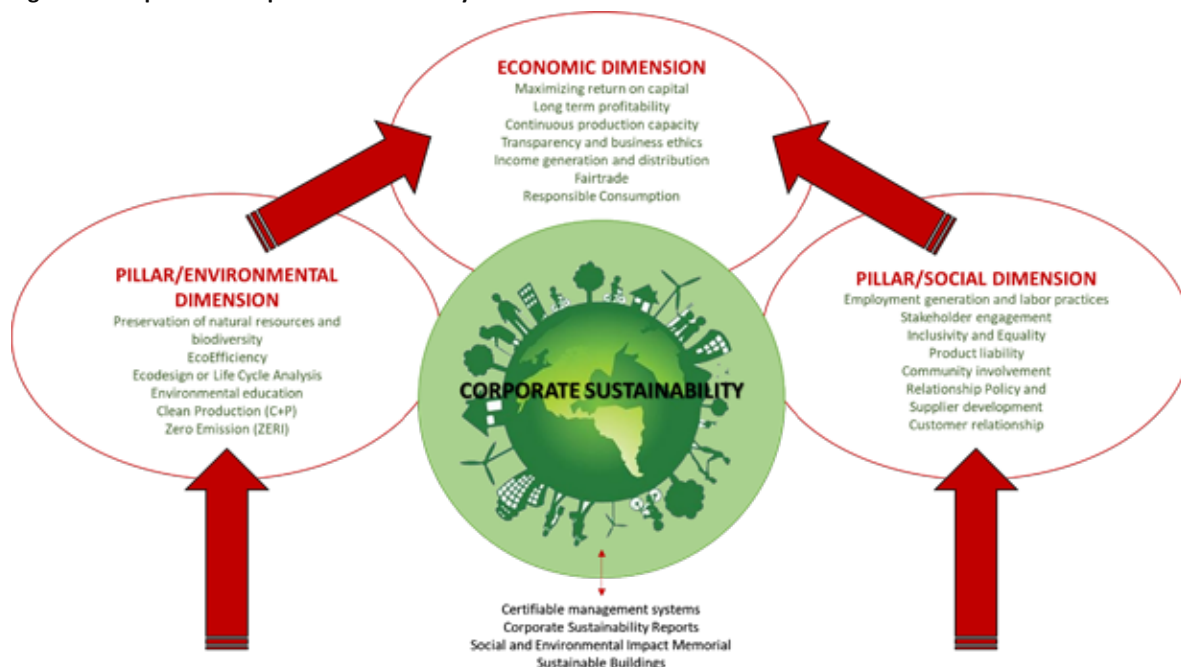 ECONOMIC DIMENSION
Maximizing return on capital
Long term profitability
Continuous production capacity
Transparency and business ethics
Income generation and distribution
Fairtrade
Responsible Consumption
PILLAR/ENVIRONMENTAL
DIMENSION
Preservation of natural resources and
biodiversity
EcoEfficiency
Ecodesign or Life Cycle Analysis
Environmental education
Clean Production (C+P)
Zero Emission (ZERI)
CORPORATE SUSTAINABILITY
PILLAR/SOCIAL DIMENSION
Employment generation and labor practices
Stakeholder engagement
Inclusivity and Equality
Product liability
Community involvement
Relationship Policy and
Supplier development
Customer relationship
Certifiable management systems
Corporate Sustainability Reports
Social and Environmental Impact Memorial
Sustainable Buildings